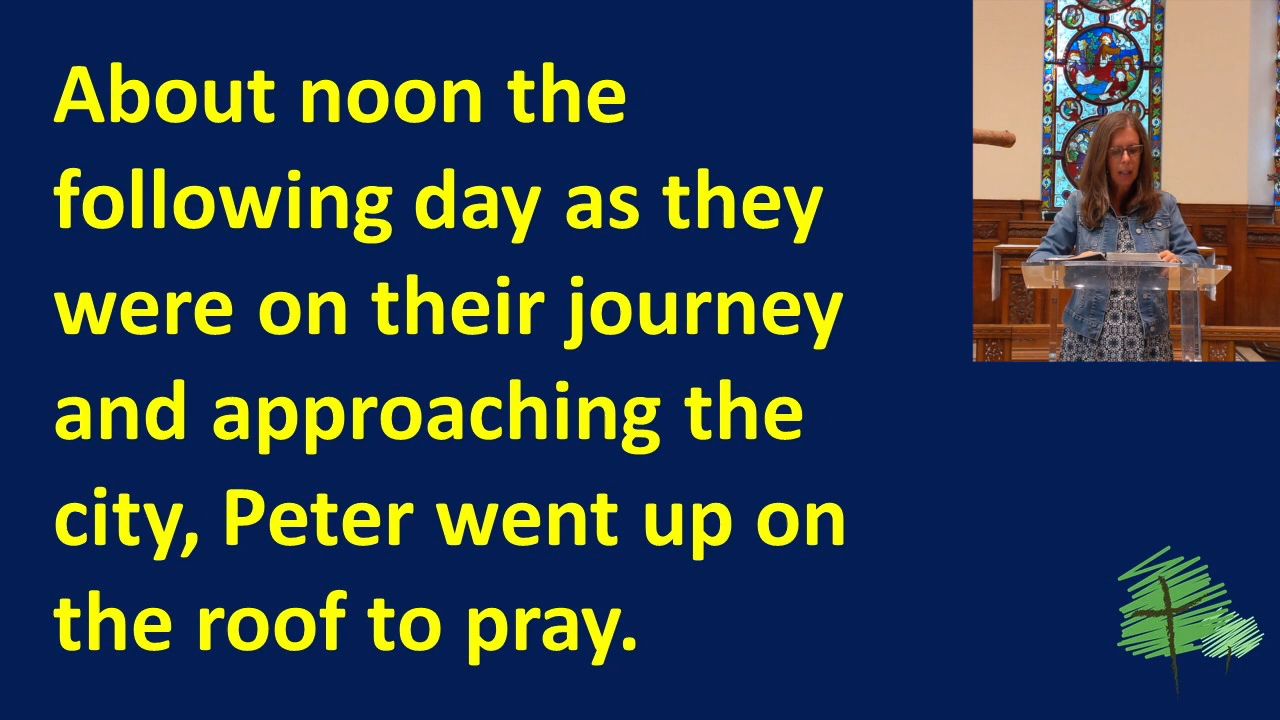 About noon the
following day as they
were on their journey
and approaching the
city, Peter went up on
the roof to pray.